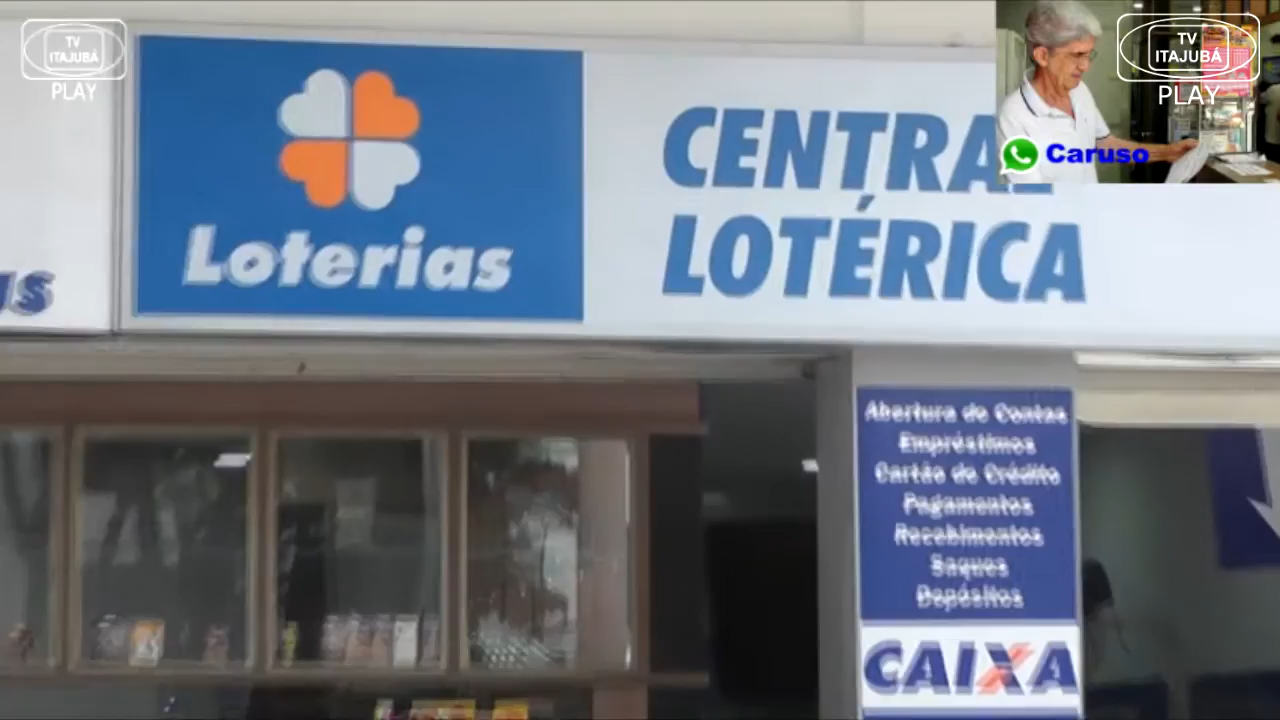 TV
ITAJUBÁ
PLAY
TV
ITAJUBÁ
PLAY
Caruso
Loterias
CENTRAL
LOTÉRICA
us
Abertura de Contas
Empréstimos
Cartão de Crédito
Pagamentos
Recebimentos
Saques
Depósitos
CAIXA